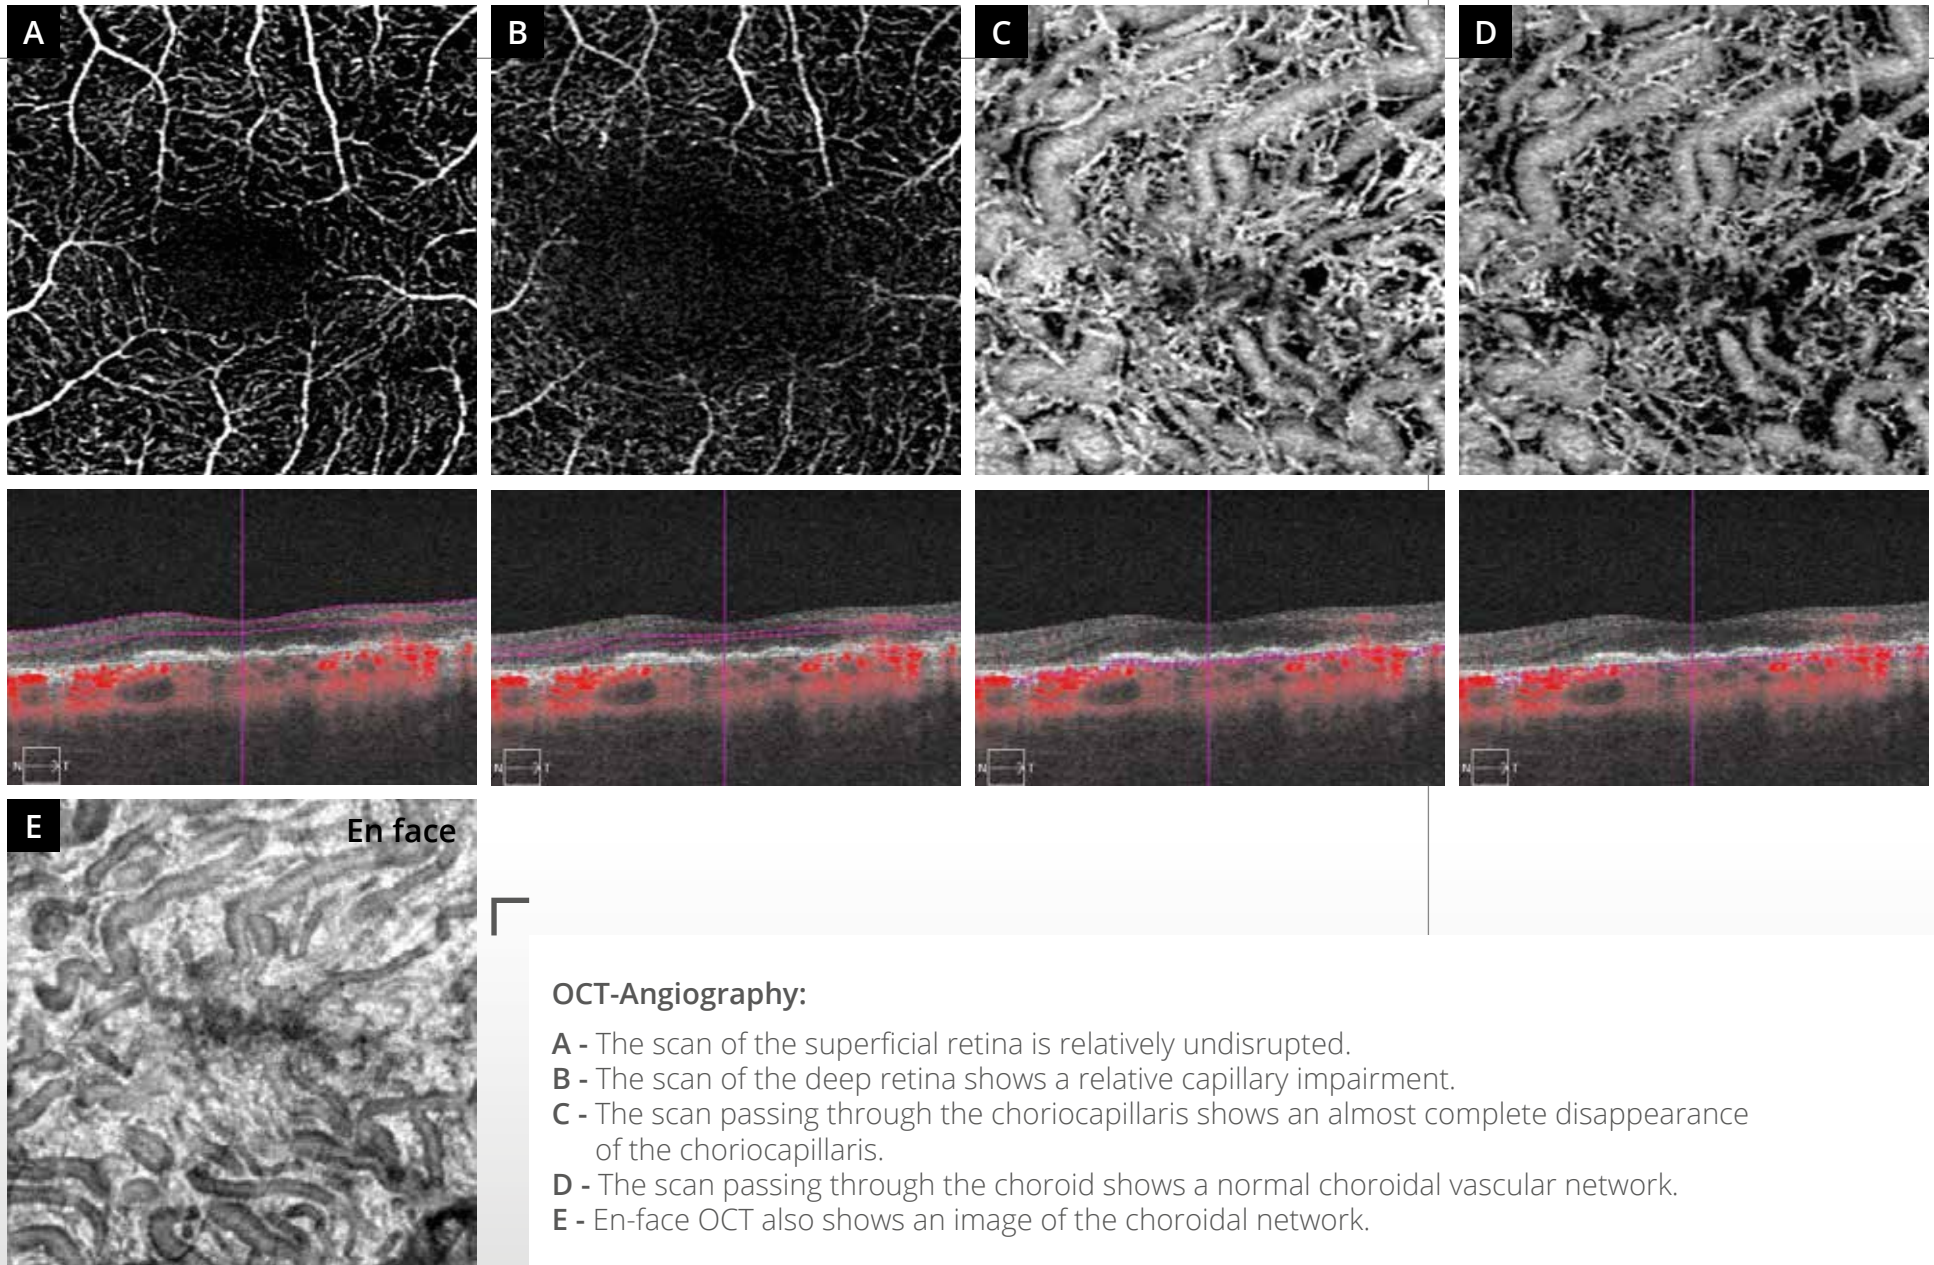 A
B
C
D
N T
N T
N T
N T
E
En face
OCT-Angiography:
A - The scan of the superficial retina is relatively undisrupted.
B - The scan of the deep retina shows a relative capillary impairment.
C - The scan passing through the choriocapillaris shows an almost complete disappearance
of the choriocapillaris.
D - The scan passing through the choroid shows a normal choroidal vascular network.
E - En-face OCT also shows an image of the choroidal network.